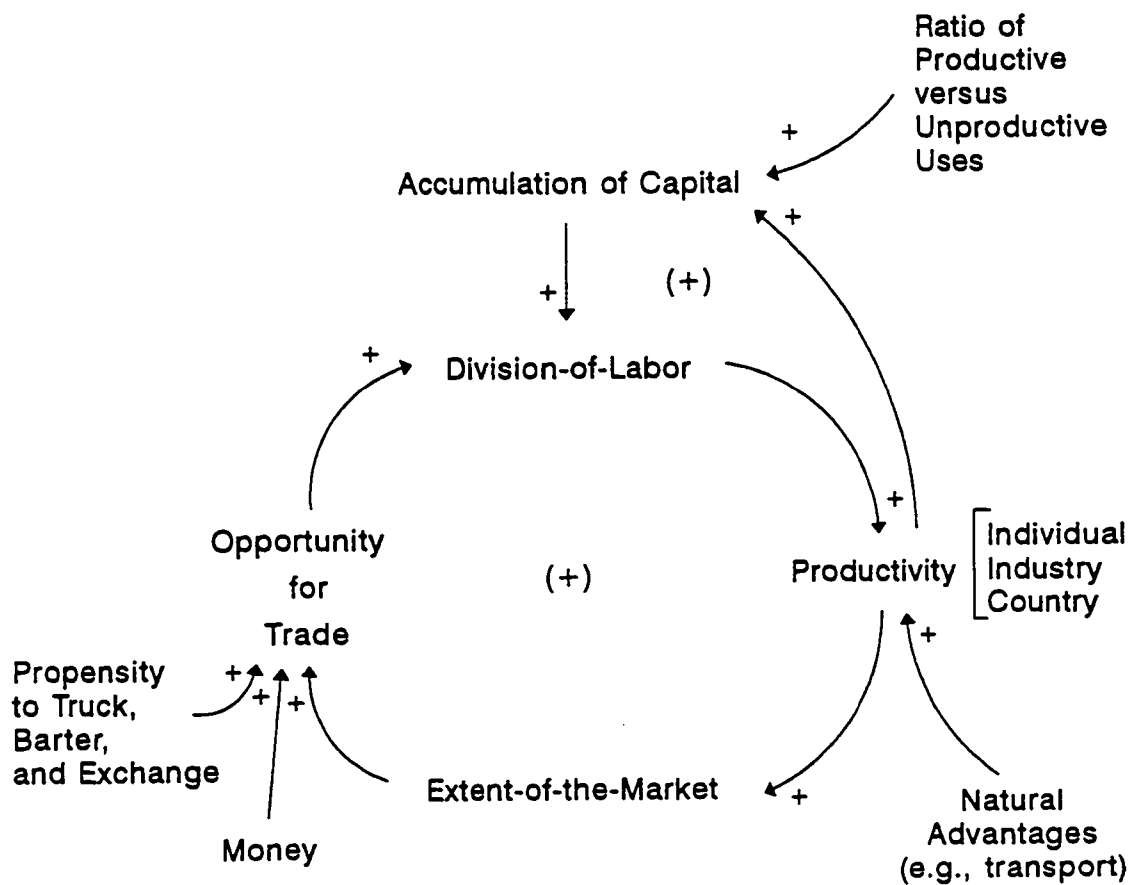 Ratio of
Productive
versus
Unproductive
Uses
+
Accumulation of Capital
+
+
(+)
+
Division-of-Labor
+
Opportunity
for
Trade
(+)
Productivity
Individual
Industry
Country
+
Propensity
to Truck,
Barter,
and Exchange
+
+
+
Extent-of-the-Market
+
Natural
Advantages
(e.g., transport)
Money